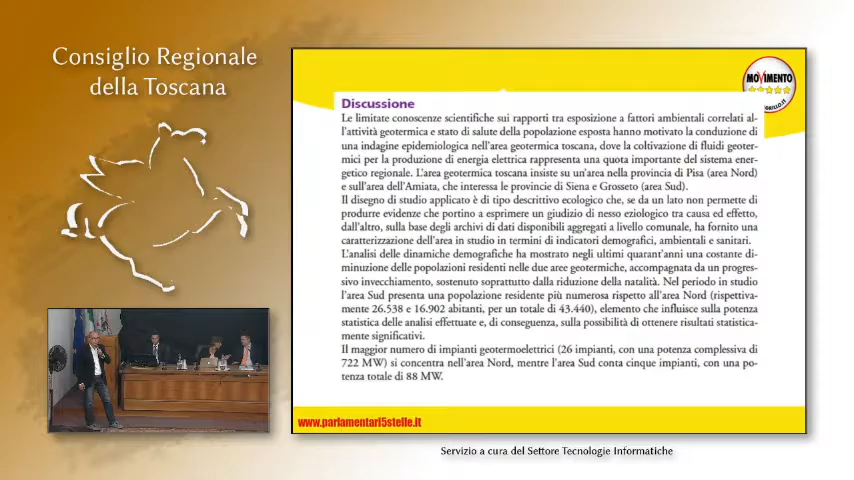 Consiglio Regionale
della Toscana
MOVIMENTO
Discussione
Le limitate conoscenze scientifiche sui rapporti tra esposizione a fattori ambientali correlati al-
l'attività geotermica e stato di salute della popolazione esposta hanno motivato la conduzione di
una indagine epidemiologica nell'area geotermica toscana, dove la coltivazione di fluidi geoter-
mici per la produzione di energia elettrica rappresenta una quota importante del sistema ener-
getico regionale. L'area geotermica toscana insiste su un'area nella provincia di Pisa (area Nord)
e sull'area dell'Amiata, che interessa le provincie di Siena e Grosseto (area Sud).
Il disegno di studio applicato è di tipo descrittivo ecologico che, se da un lato non permette di
produrre evidenze che portino a esprimere un giudizio di nesso eziologico tra causa ed effetto,
dall'altro, sulla base degli archivi di dati disponibili aggregati a livello comunale, ha fornito una
caratterizzazione dell'area in studio in termini di indicatori demografici, ambientali e sanitari.
L'analisi delle dinamiche demografiche ha mostrato negli ultimi quarant'anni una costante di-
minuzione delle popolazioni residenti nelle due aree geotermiche, accompagnata da un progres-
sivo invecchiamento, sostenuto soprattutto dalla riduzione della natalità. Nel periodo in studio
l'area Sud presenta una popolazione residente più numerosa rispetto all'area Nord (rispettiva-
mente 26.538 e 16.902 abitanti, per un totale di 43.440), elemento che influisce sulla potenza
statistica delle analisi effettuate e, di conseguenza, sulla possibilità di ottenere risultati statistica-
mente significativi.
Il maggior numero di impianti geotermoelettrici (26 impianti, con una potenza complessiva di
722 MW) si concentra nell'area Nord, mentre l'area Sud conta cinque impianti, con una po-
tenza totale di 88 MW.
www.parlamentari5stelle.it
Servizio a cura del Settore Tecnologie Informatiche